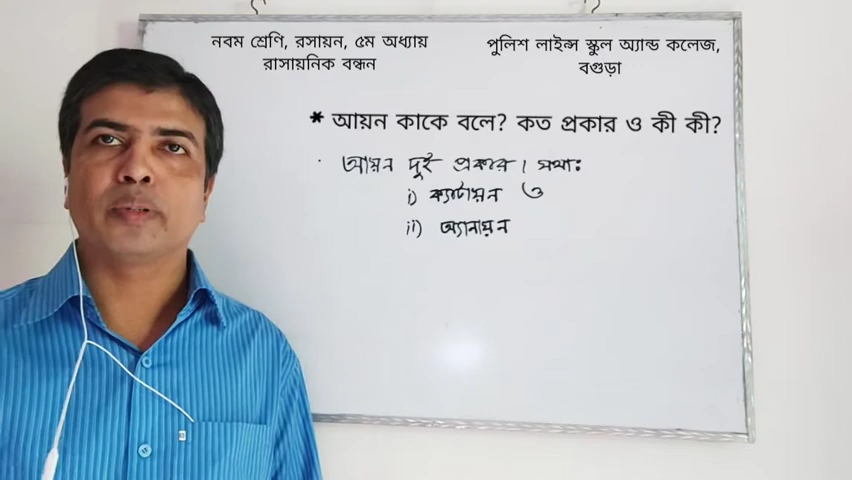 নবম শ্রেণি, রসায়ন, ৫ম অধ্যায়
রাসায়নিক বন্ধন
পুলিশ লাইন্স স্কুল অ্যান্ড কলেজ,
বগুড়া
* আয়ন কাকে বলে? কত প্রকার ও কী কী?
আয়ন দুই প্রকার। যথাঃ
i) ক্যাটায়ন ও
ii) অ্যানায়ন